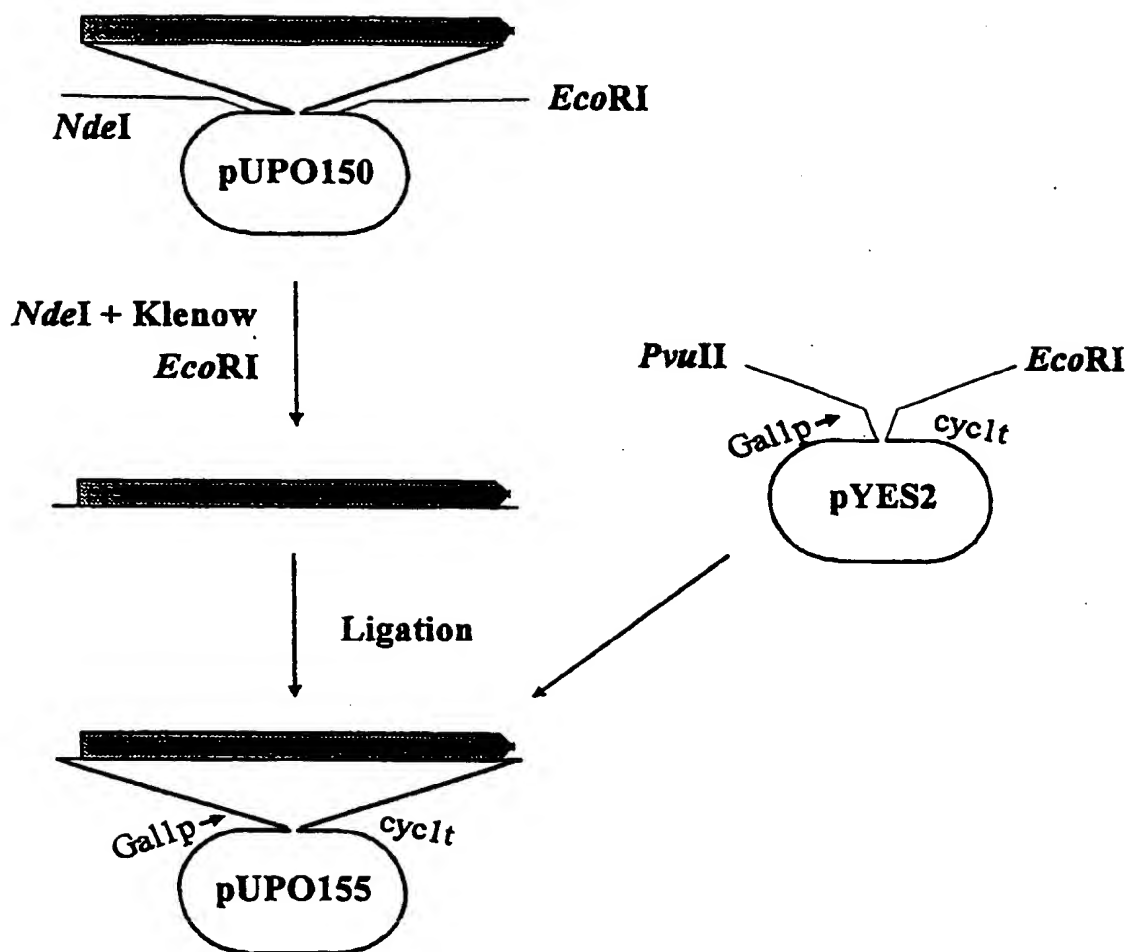 NdeI
EcoRI
pUPO150
NdeI + Klenow
EcoRI
PvuII
EcoRI
Gal1p
cyc1t
pYES2
Ligation
Gal1p
cyc1t
pUPO155